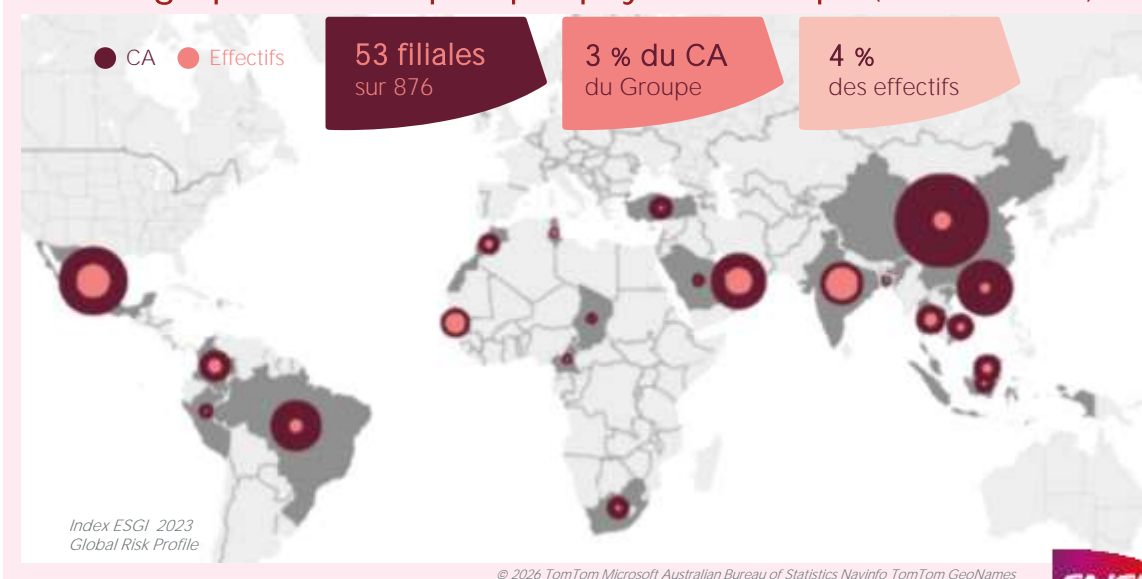 CA
Effectifs
53 filiales
sur 876
3 % du CA
du Groupe
4 %
des effectifs
Index ESGI 2023
Global Risk Profile
© 2026 TomTom Microsoft Australian Bureau of Statistics Navinfo TomTom GeoNames